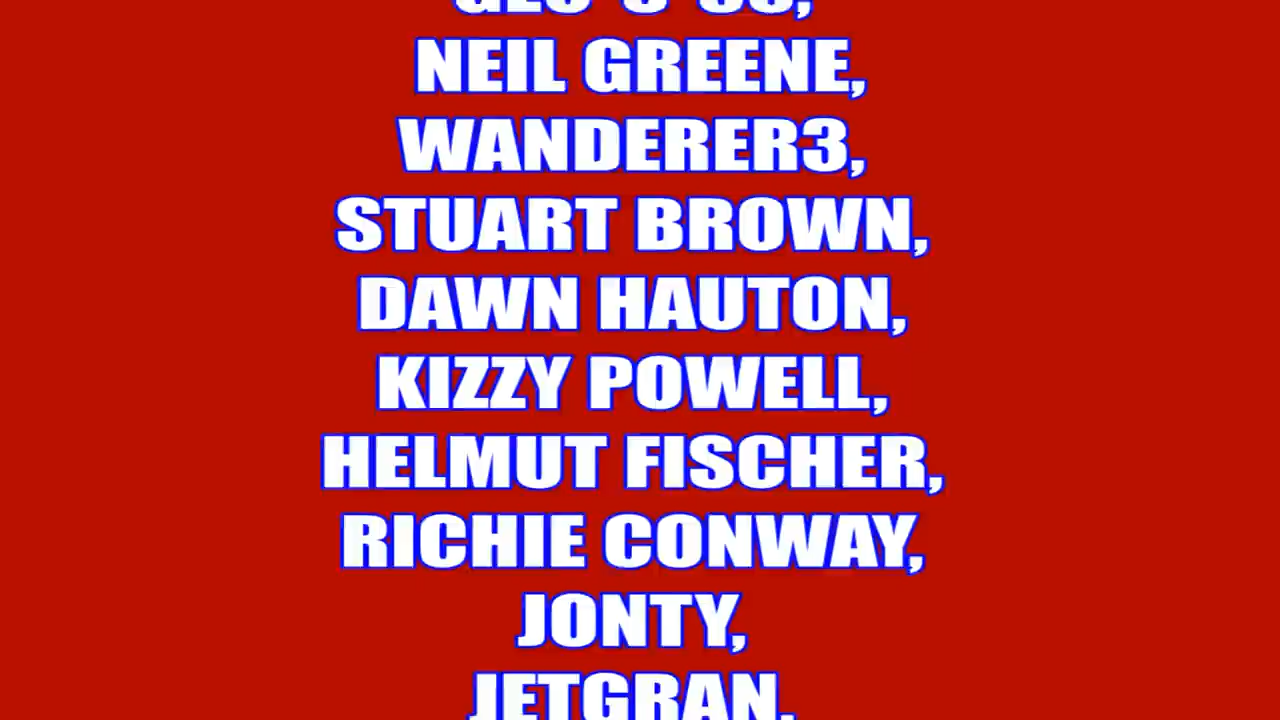 NEIL GREENE,
WANDERER3,
STUART BROWN,
DAWN HAUTON,
KIZZY POWELL,
HELMUT FISCHER,
RICHIE CONWAY,
JONTY,
JETGRAN,